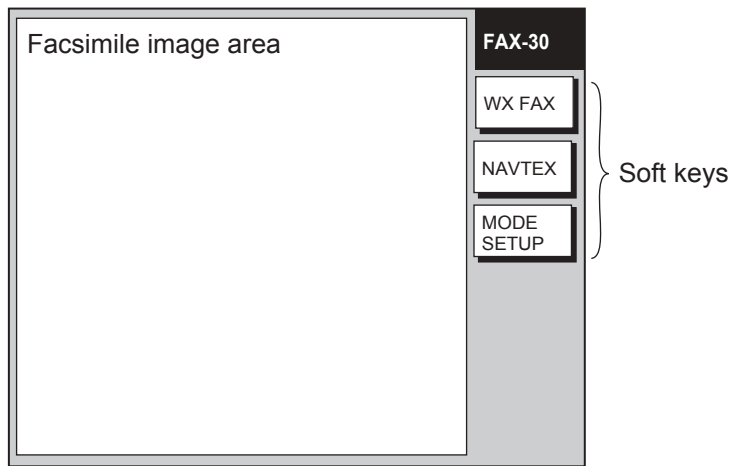 Facsimile image area
FAX-30
WX FAX
NAVTEX
MODE
SETUP
Soft keys